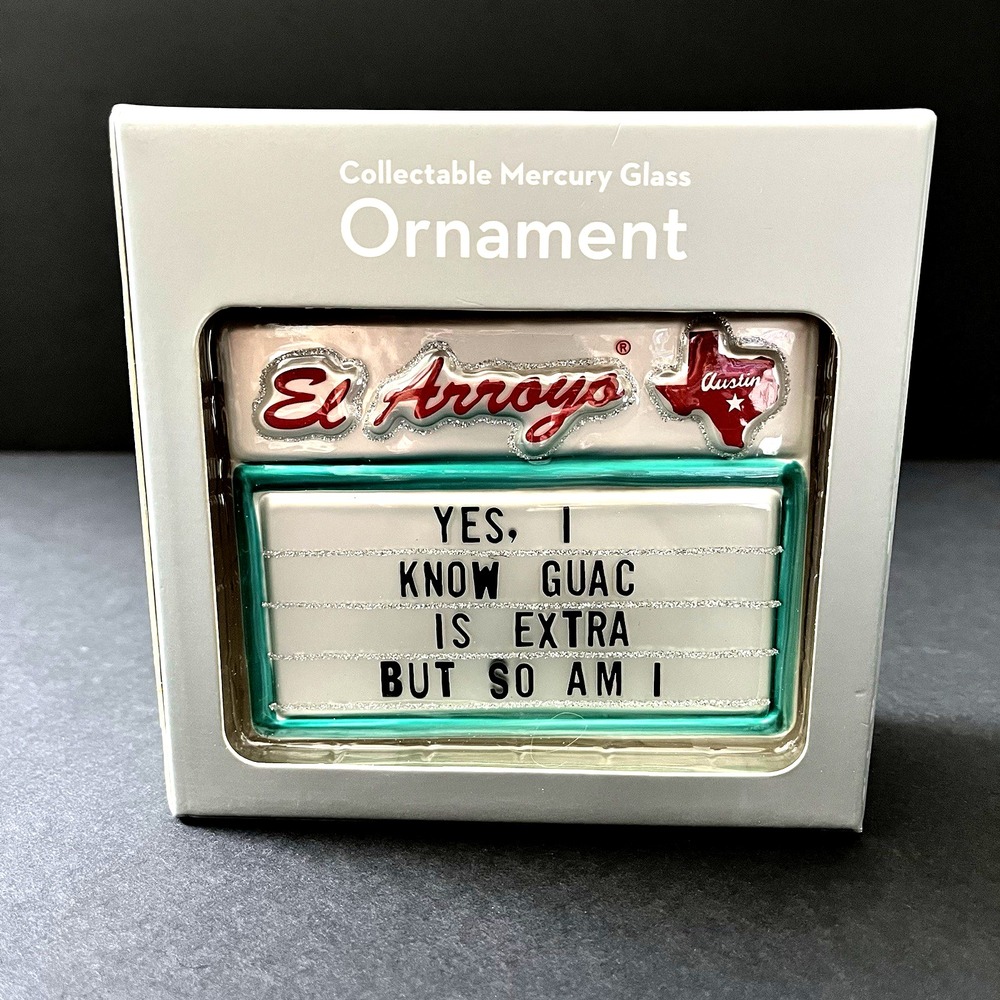 Collectable Mercury Glass
Ornament
El Arroyo®
Austin
YES, I
KNOW GUAC
IS EXTRA
BUT SO AM I